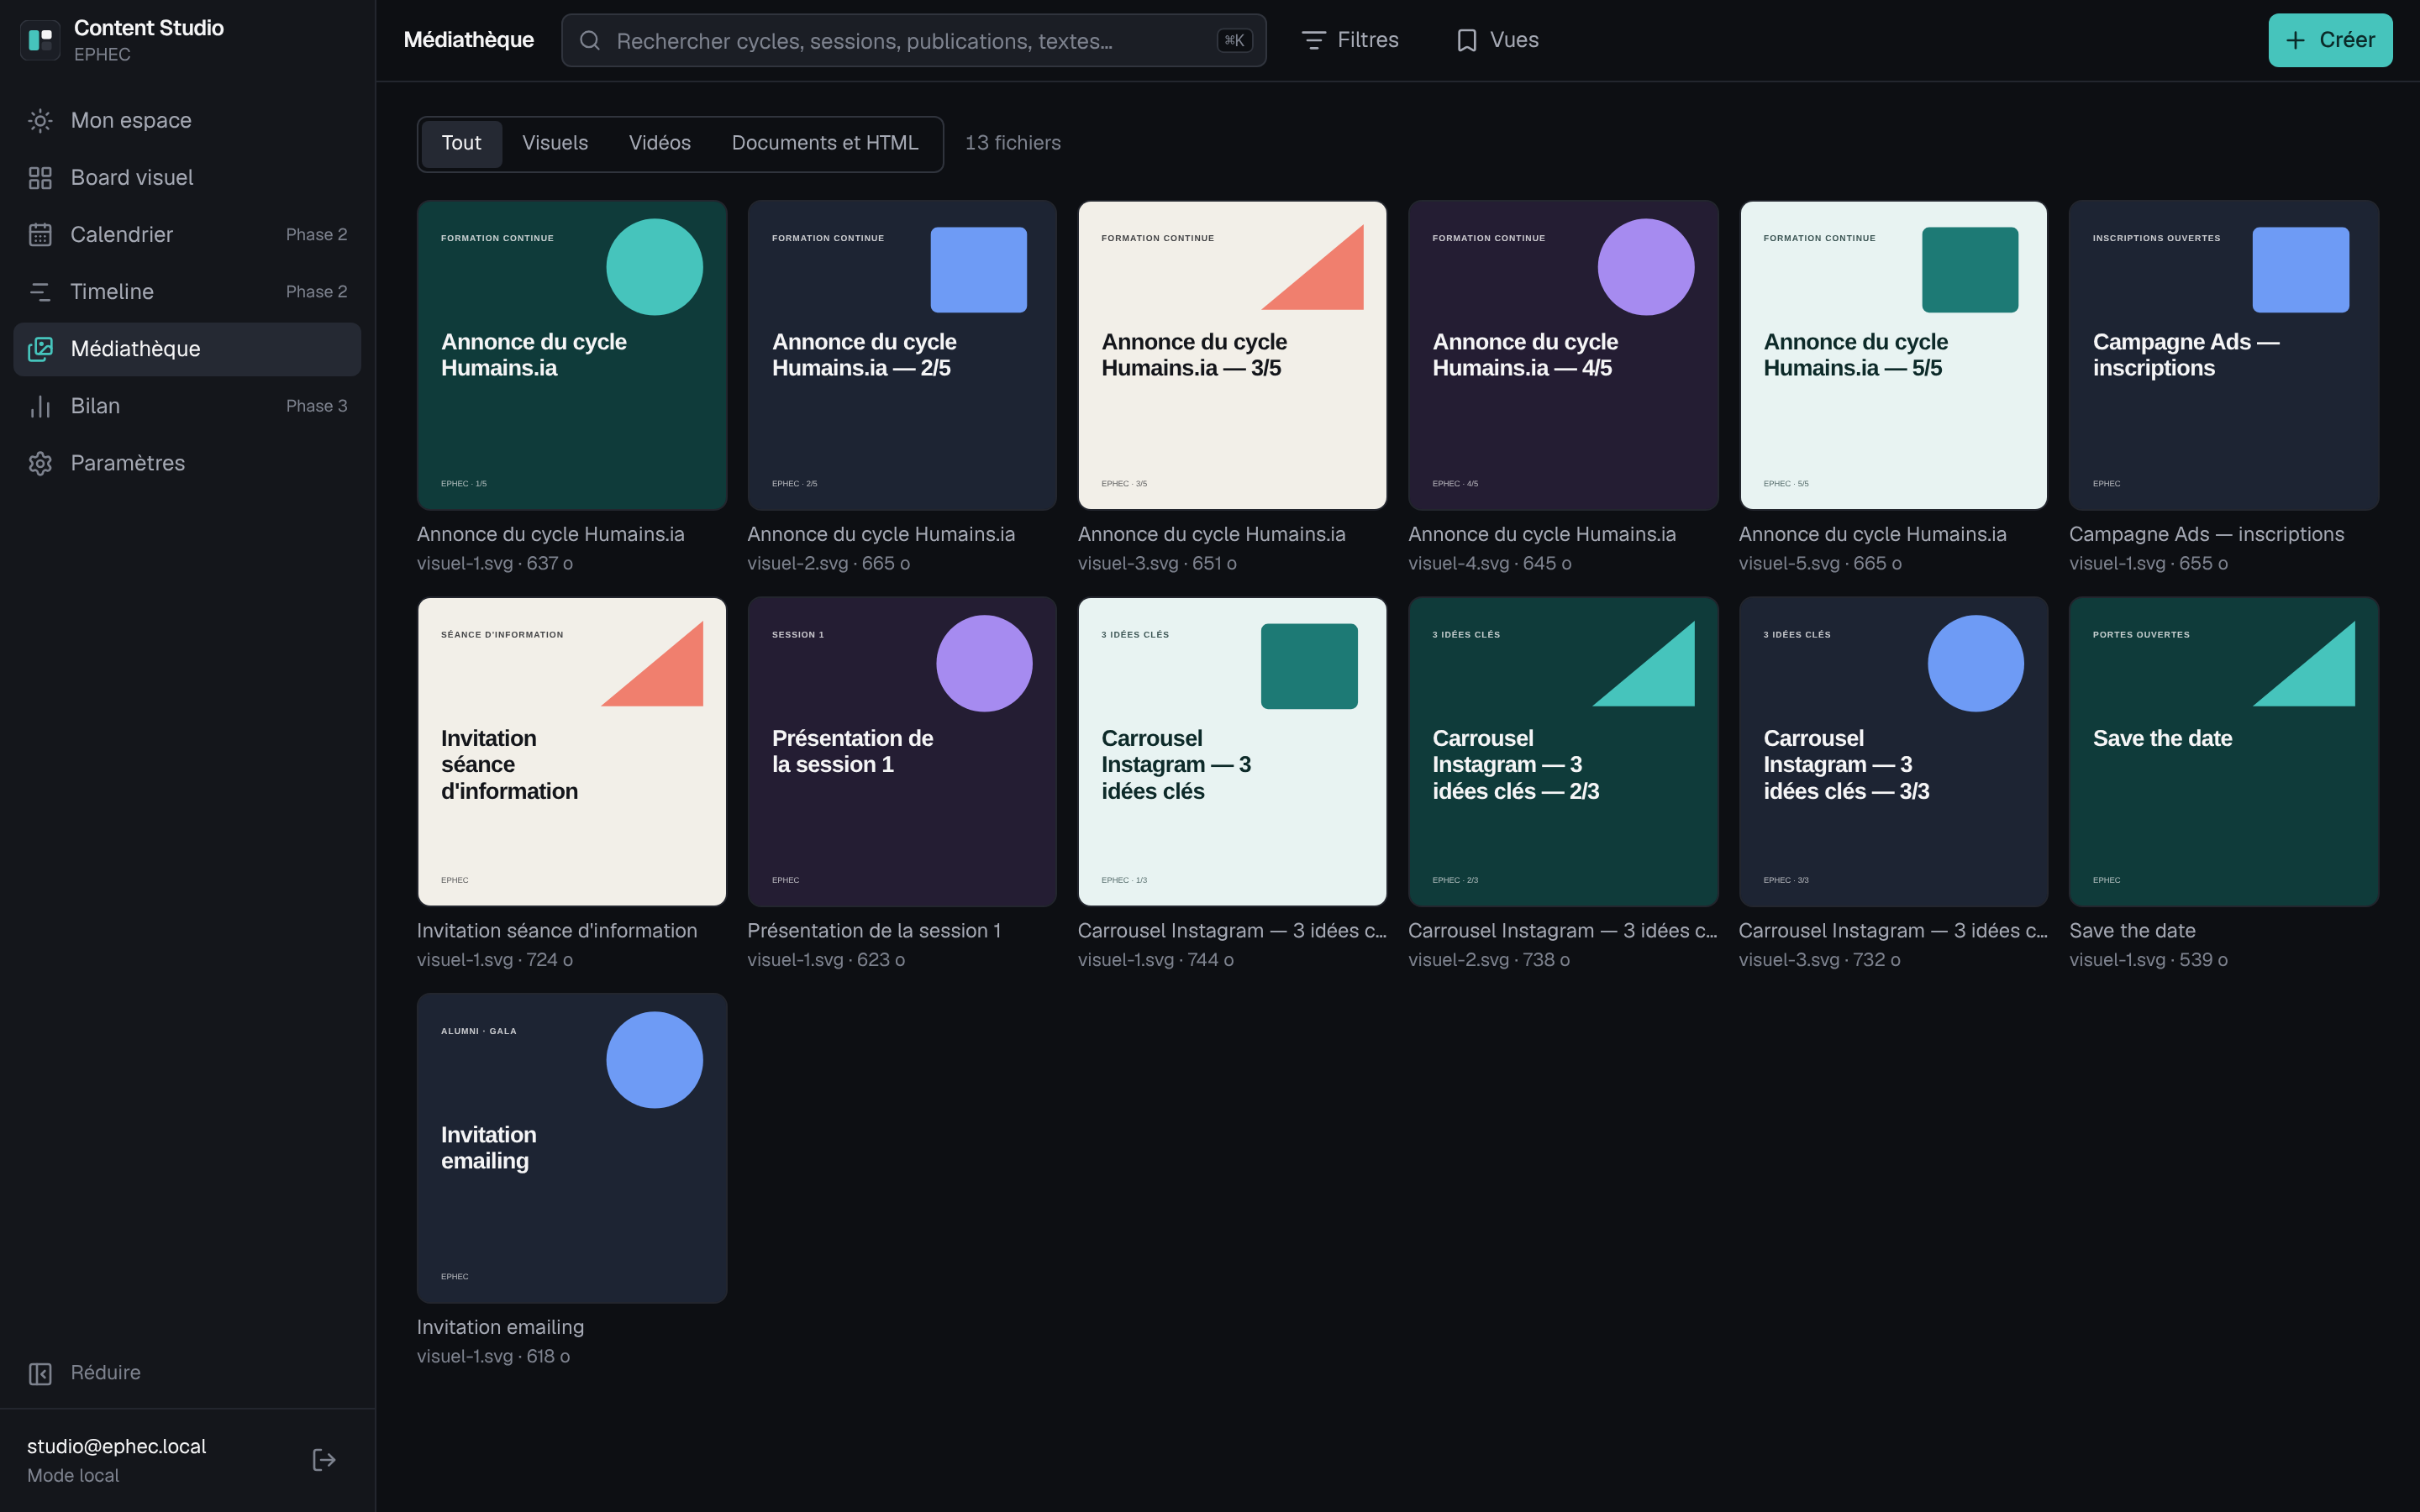 Content Studio
EPHEC
Mon espace
Board visuel
Calendrier Phase 2
Timeline Phase 2
Médiathèque
Bilan Phase 3
Paramètres
Réduire
studio@ephec.local
Mode local
Médiathèque
Rechercher cycles, sessions, publications, textes... ⌘K
Filtres
Vues
+ Créer
Tout Visuels Vidéos Documents et HTML 13 fichiers
FORMATION CONTINUE
Annonce du cycle
Humains.ia
EPHEC · 1/5
Annonce du cycle Humains.ia
visuel-1.svg · 637 o
FORMATION CONTINUE
Annonce du cycle
Humains.ia — 2/5
EPHEC · 2/5
Annonce du cycle Humains.ia
visuel-2.svg · 665 o
FORMATION CONTINUE
Annonce du cycle
Humains.ia — 3/5
EPHEC · 3/5
Annonce du cycle Humains.ia
visuel-3.svg · 651 o
FORMATION CONTINUE
Annonce du cycle
Humains.ia — 4/5
EPHEC · 4/5
Annonce du cycle Humains.ia
visuel-4.svg · 645 o
FORMATION CONTINUE
Annonce du cycle
Humains.ia — 5/5
EPHEC · 5/5
Annonce du cycle Humains.ia
visuel-5.svg · 665 o
INSCRIPTIONS OUVERTES
Campagne Ads —
inscriptions
EPHEC
Campagne Ads — inscriptions
visuel-1.svg · 655 o
SÉANCE D'INFORMATION
Invitation
séance
d'information
EPHEC
Invitation séance d'information
visuel-1.svg · 724 o
SESSION 1
Présentation de
la session 1
EPHEC
Présentation de la session 1
visuel-1.svg · 623 o
3 IDÉES CLÉS
Carrousel
Instagram — 3
idées clés
EPHEC · 1/3
Carrousel Instagram — 3 idées c...
visuel-1.svg · 744 o
3 IDÉES CLÉS
Carrousel
Instagram — 3
idées clés — 2/3
EPHEC · 2/3
Carrousel Instagram — 3 idées c...
visuel-2.svg · 738 o
3 IDÉES CLÉS
Carrousel
Instagram — 3
idées clés — 3/3
EPHEC · 3/3
Carrousel Instagram — 3 idées c...
visuel-3.svg · 732 o
PORTES OUVERTES
Save the date
EPHEC
Save the date
visuel-1.svg · 539 o
ALUMNI · GALA
Invitation
emailing
EPHEC
Invitation emailing
visuel-1.svg · 618 o